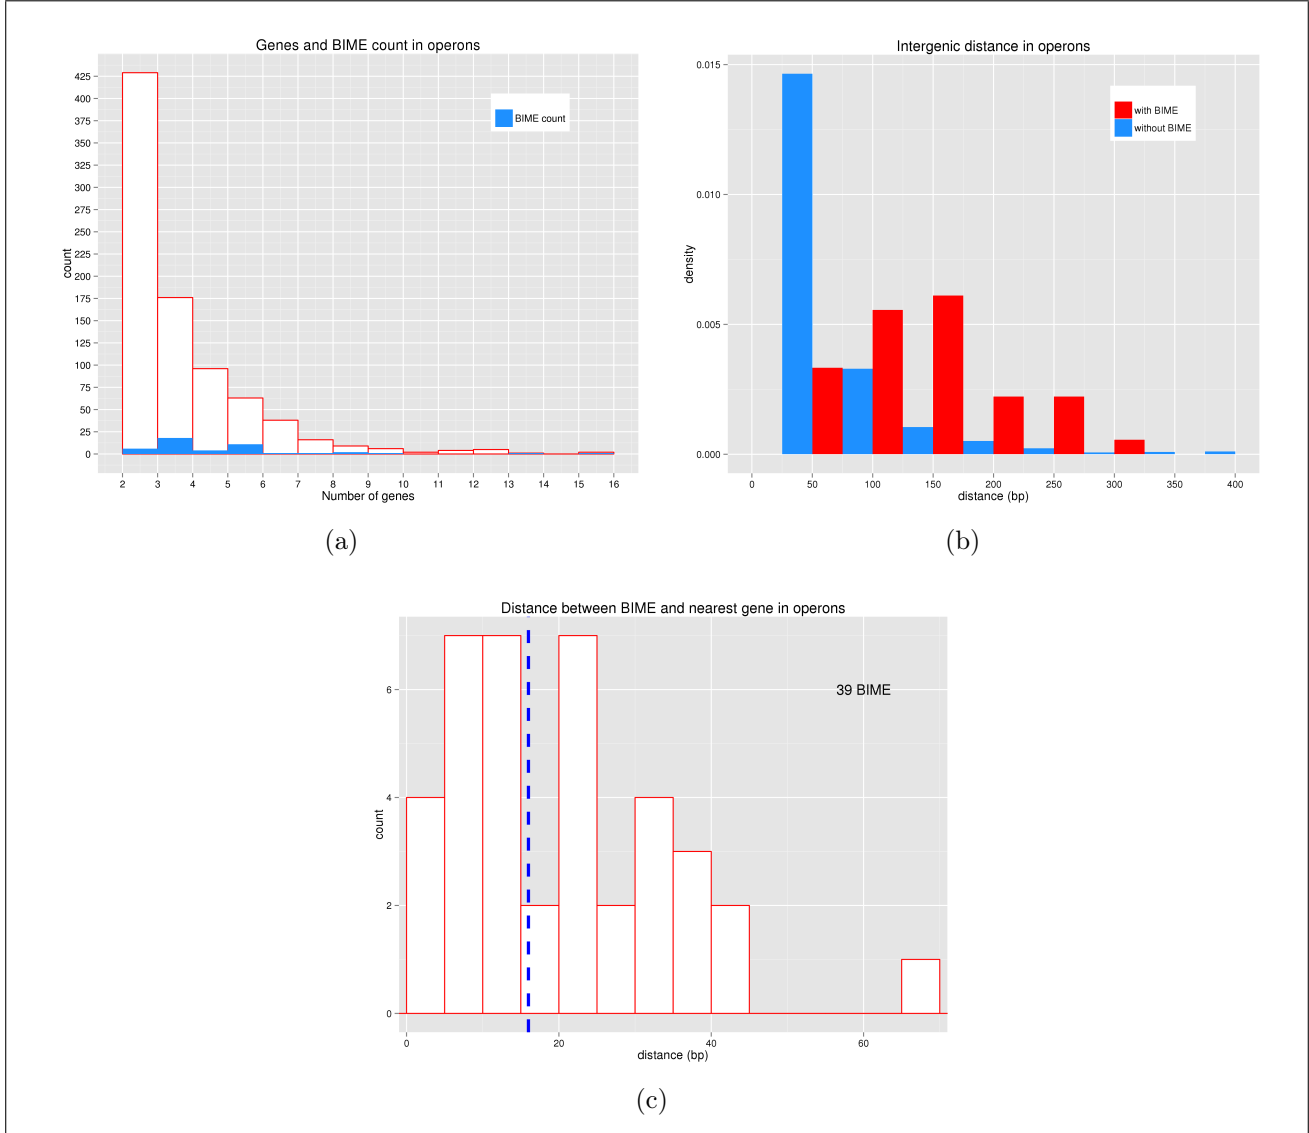 Genes and BIME count in operons
425
400
375
350
325
300
275
250
225
200
175
150
125
100
75
50
25
0
count
BIME count
2 3 4 5 6 7 8 9 10 11 12 13 14 15 16
Number of genes
(a)
Intergenic distance in operons
0.015
0.010
0.005
0.000
density
with BIME
without BIME
0 50 100 150 200 250 300 350 400
distance (bp)
(b)
Distance between BIME and nearest gene in operons
6
4
2
0
count
39 BIME
0 20 40 60
distance (bp)
(c)